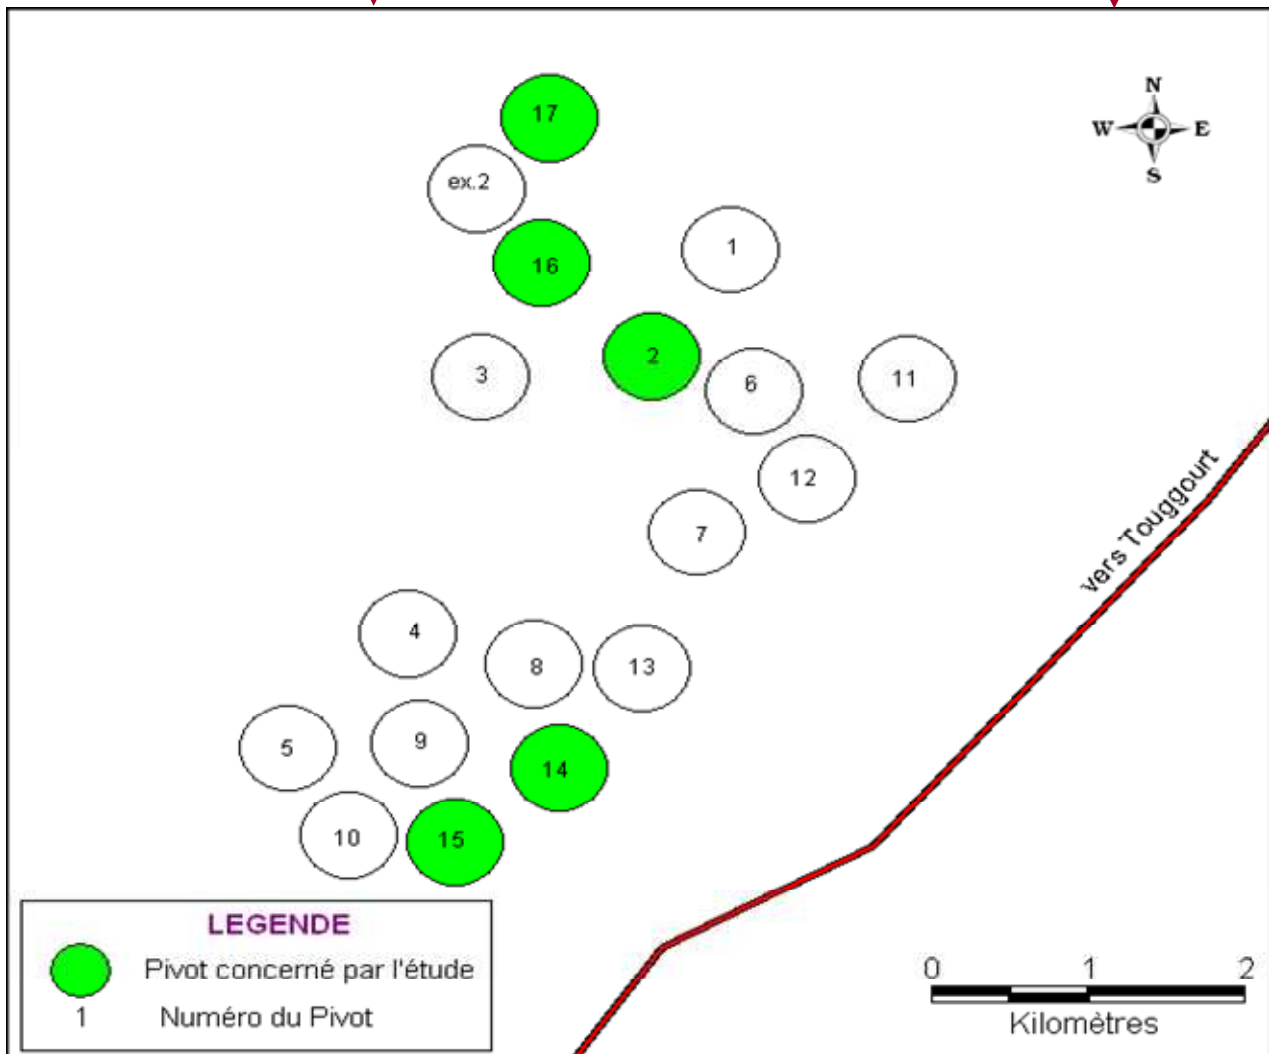 N
W E
S
17
ex.2
16
1
2
3
6
11
12
7
vers Touggourt
4
8
13
5
9
14
10
15
LEGENDE
Pivot concerné par l'étude
1 Numéro du Pivot
0 1 2
Kilomètres